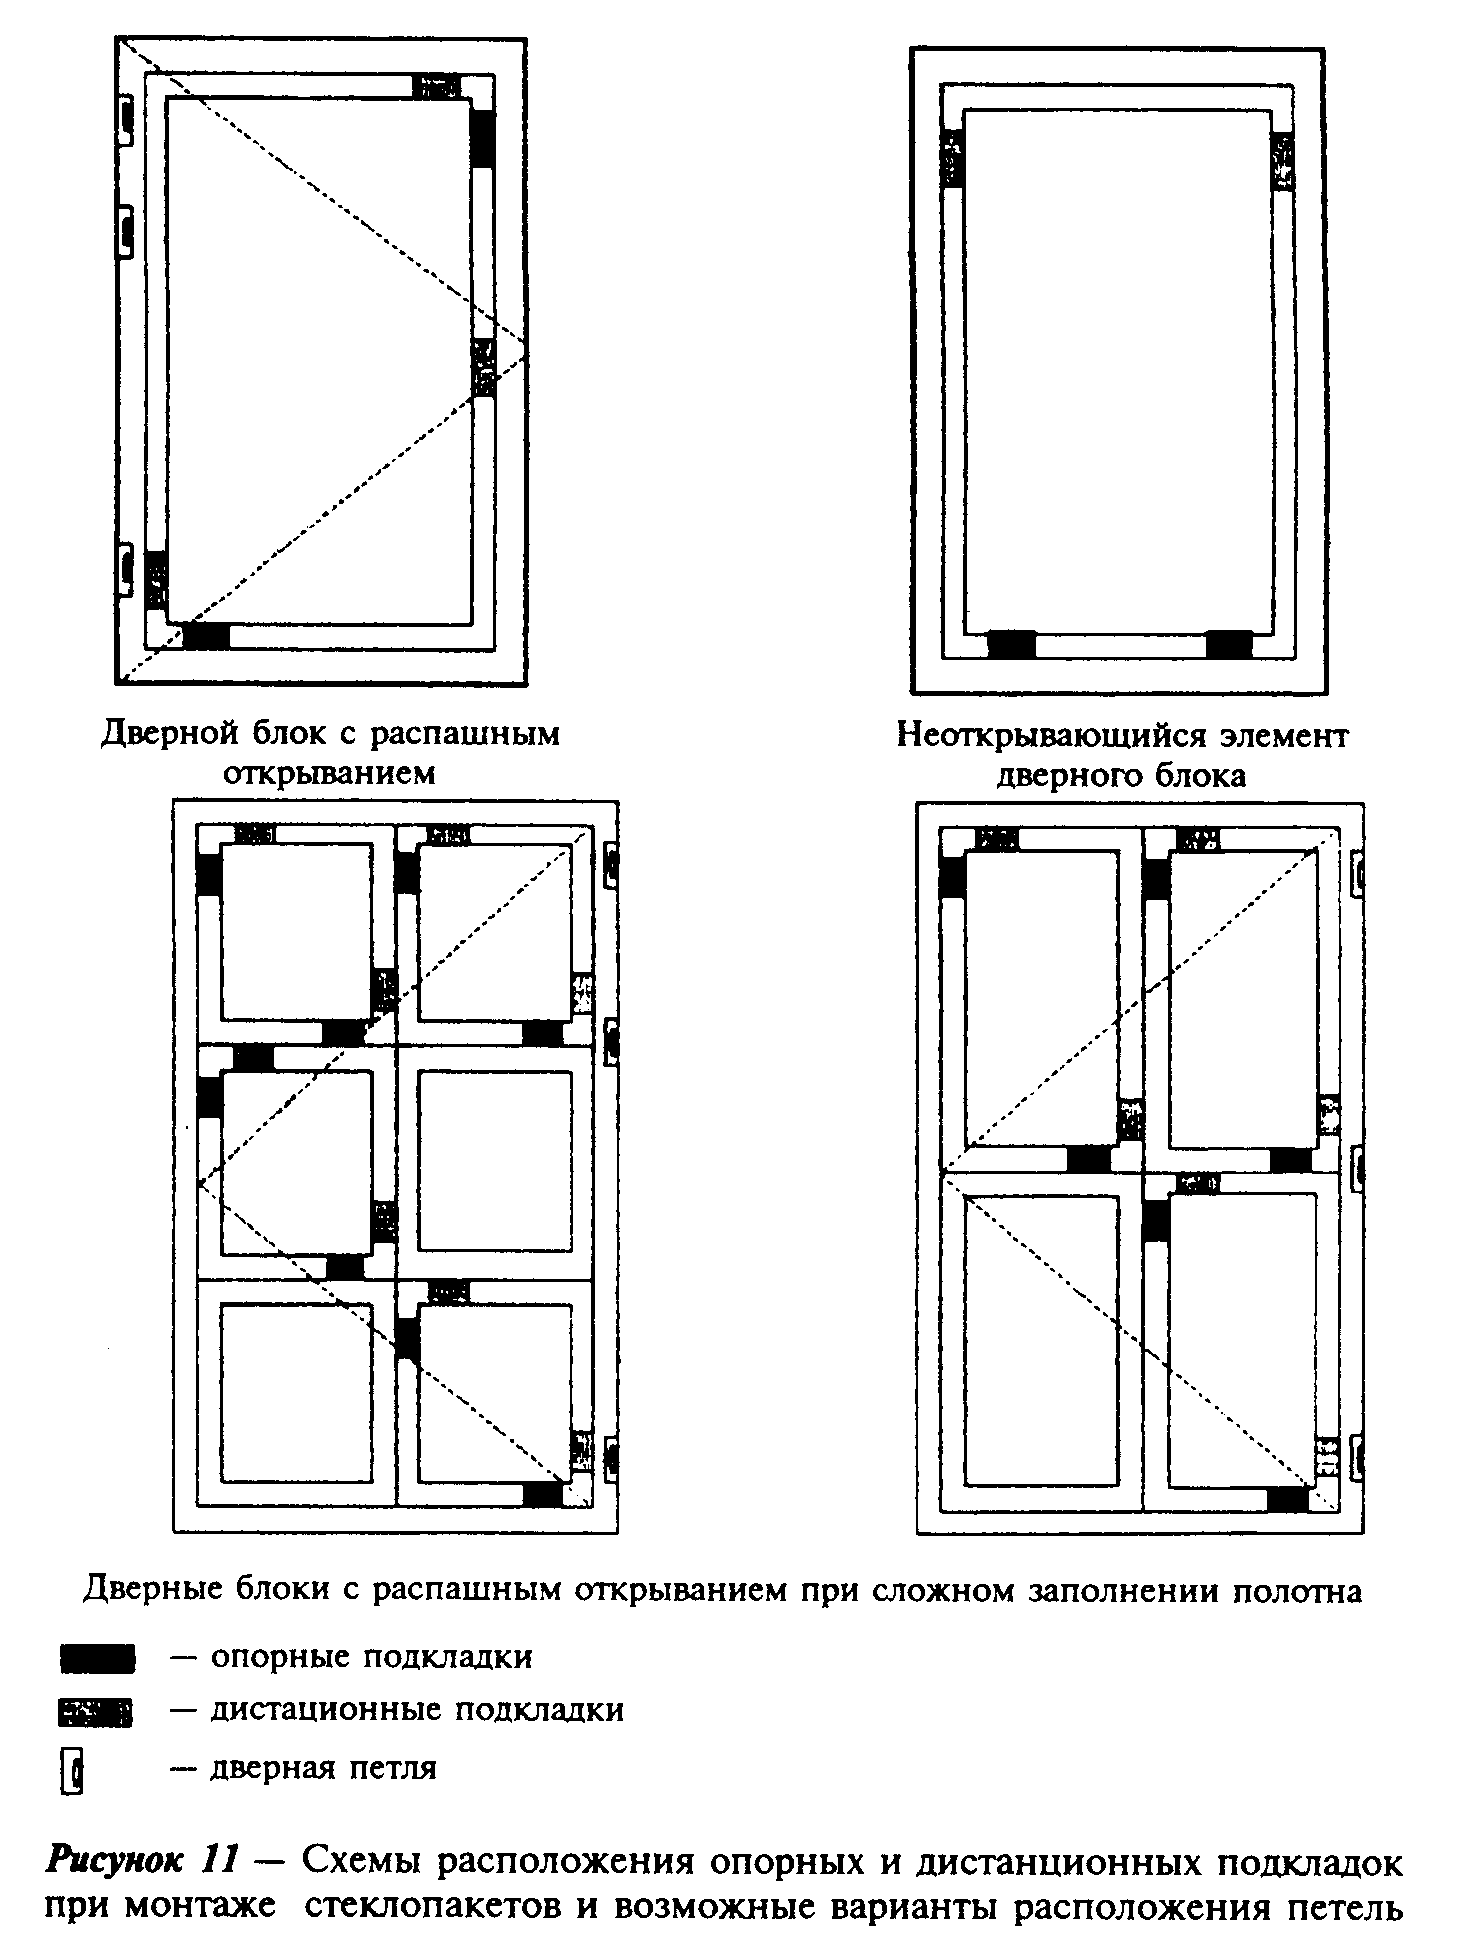 Дверной блок с распашным
открыванием
Неоткрывающийся элемент
дверного блока
Дверные блоки с распашным открыванием при сложном заполнении полотна
— опорные подкладки
— дистационные подкладки
— дверная петля
Рисунок 11 — Схемы расположения опорных и дистанционных подкладок
при монтаже стеклопакетов и возможные варианты расположения петель